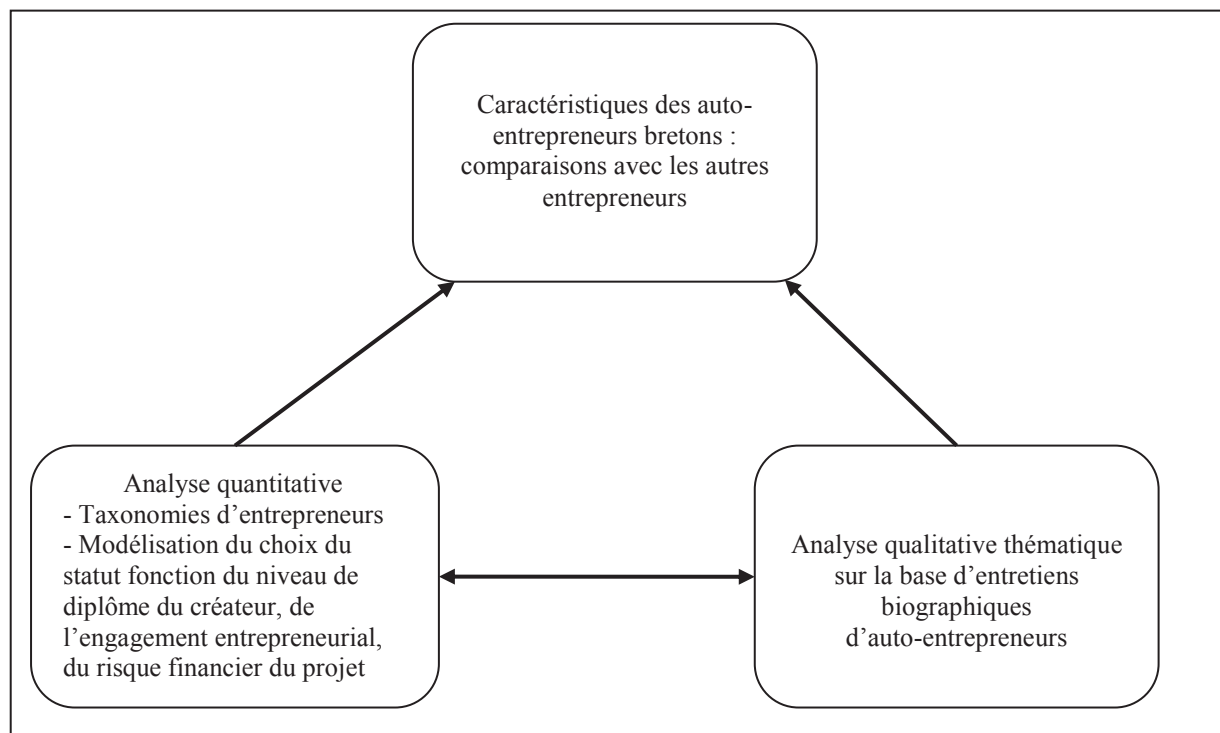 Caractéristiques des auto-
entrepreneurs bretons :
comparaisons avec les autres
entrepreneurs
Analyse quantitative
- Taxonomies d’entrepreneurs
- Modélisation du choix du
statut fonction du niveau de
diplôme du créateur, de
l’engagement entrepreneurial,
du risque financier du projet
Analyse qualitative thématique
sur la base d’entretiens
biographiques
d’auto-entrepreneurs